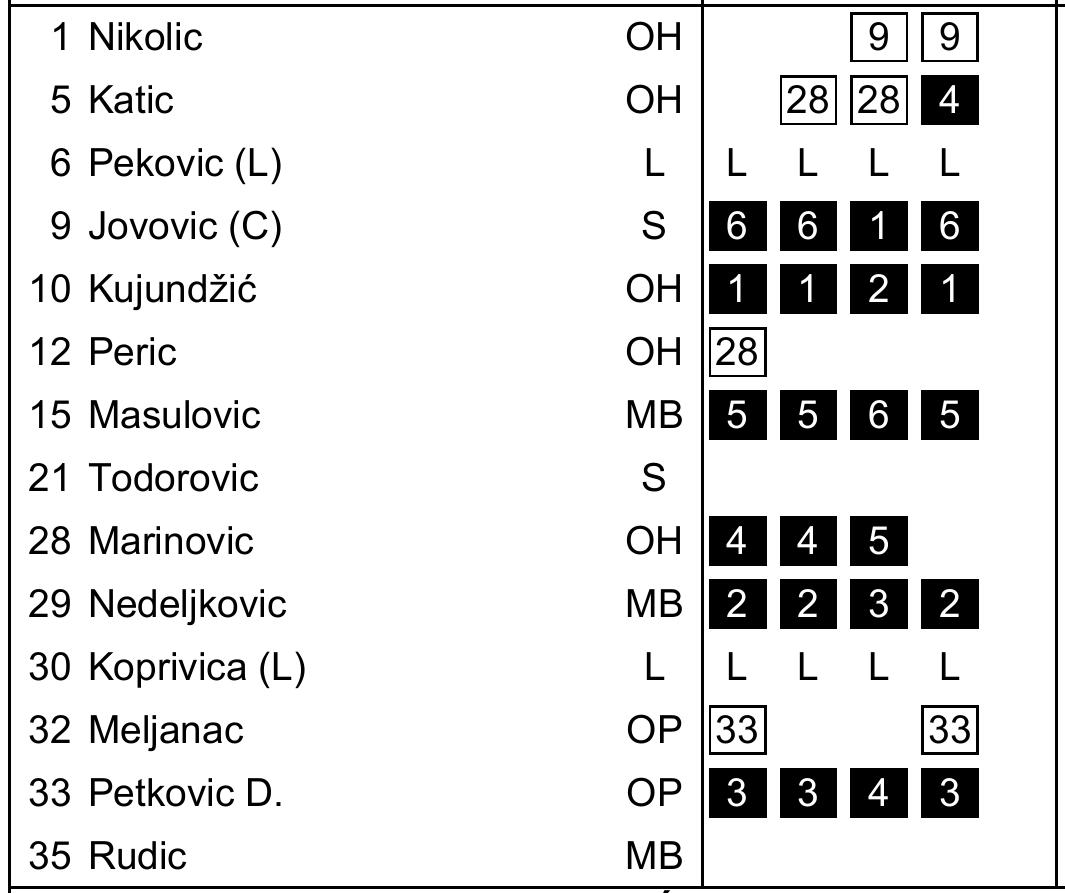 1 Nikolic OH 9 9
5 Katic OH 28 28 4
6 Pekovic (L) L L L L L
9 Jovovic (C) S 6 6 1 6
10 Kujundžić OH 1 1 2 1
12 Peric OH 28
15 Masulovic MB 5 5 6 5
21 Todorovic S
28 Marinovic OH 4 4 5
29 Nedeljkovic MB 2 2 3 2
30 Koprivica (L) L L L L L
32 Meljanac OP 33 33
33 Petkovic D. OP 3 3 4 3
35 Rudic MB